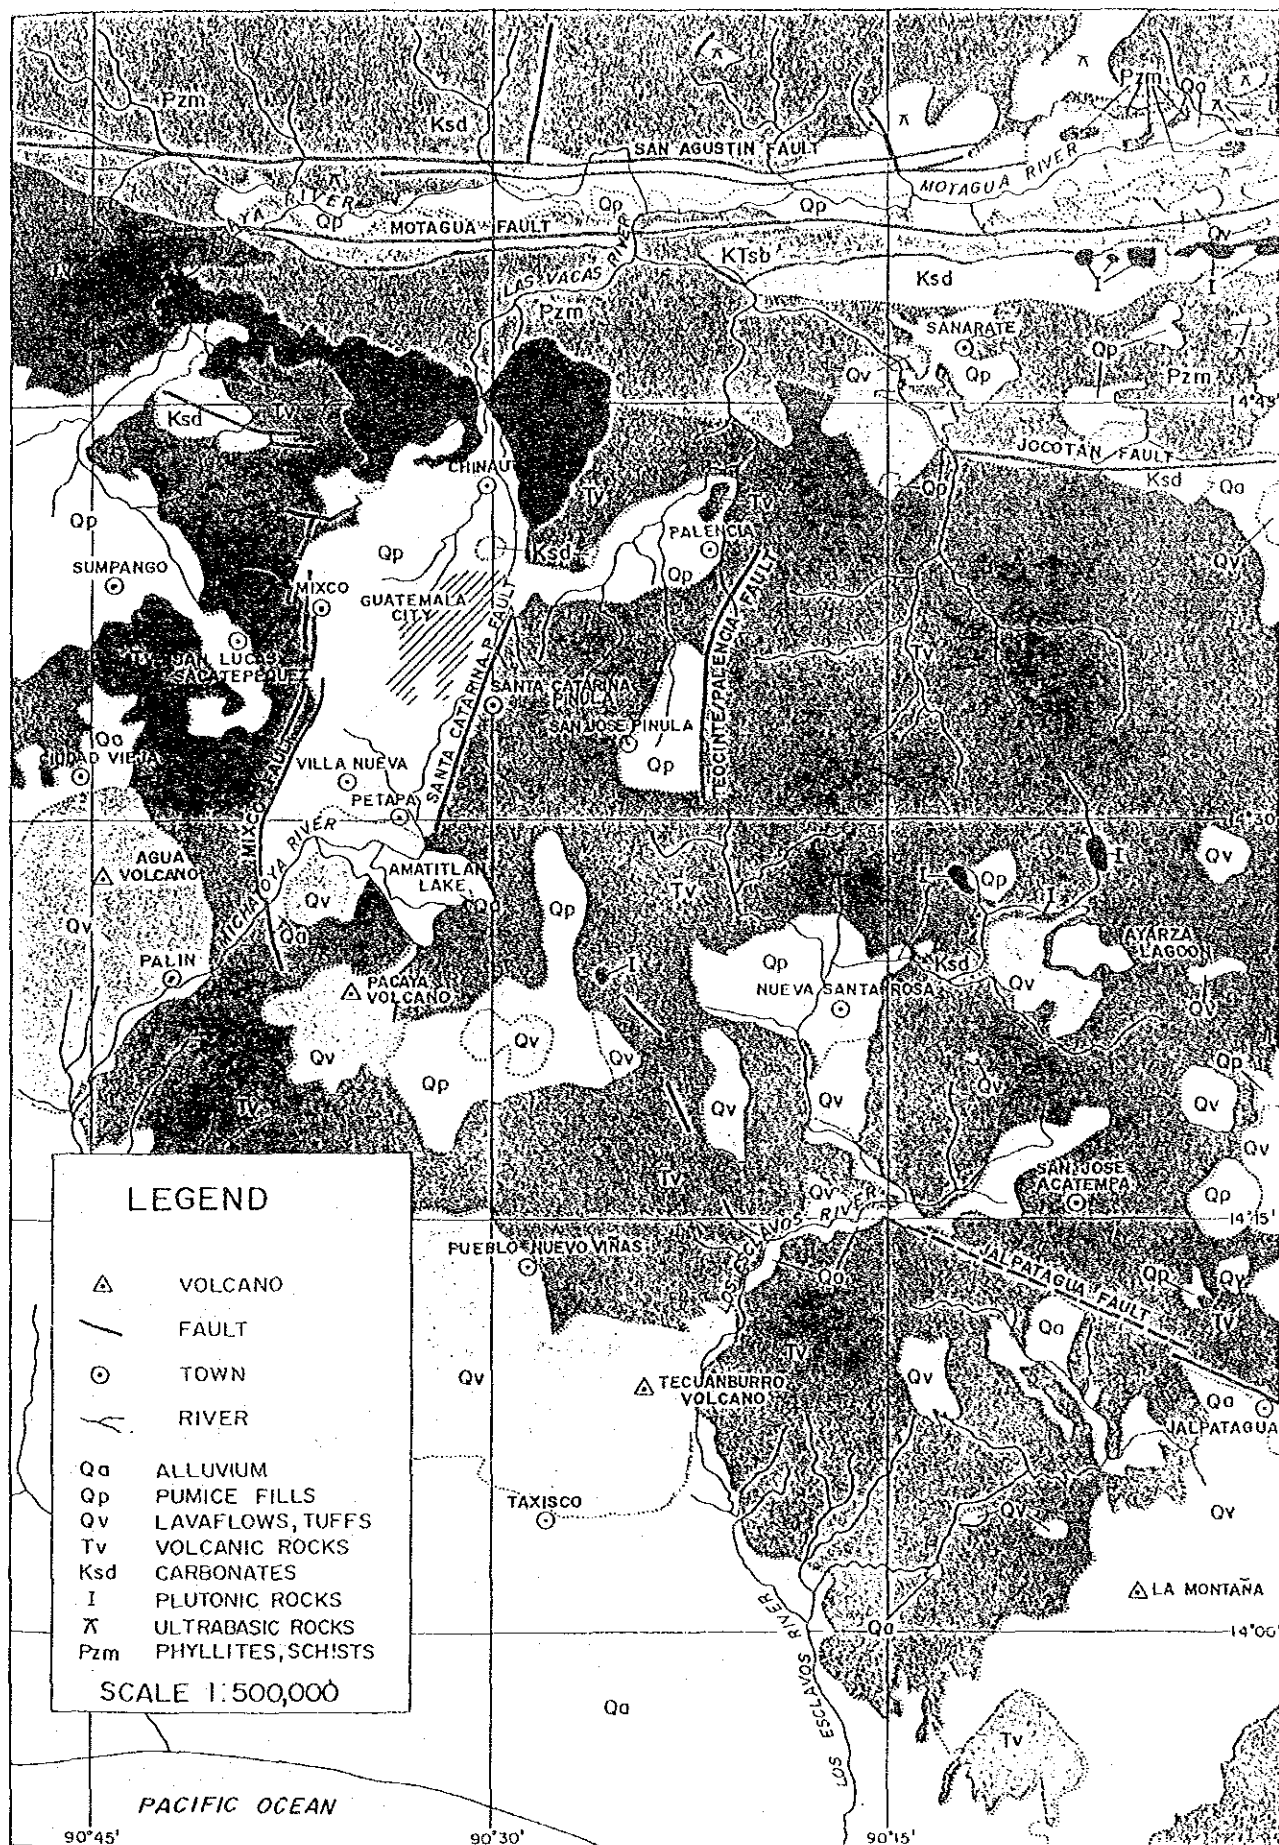 Pzm
Ksd
SAN AGUSTIN FAULT
Pzm
Qa
MOTAGUA RIVER
RIVER
Qp
MOTAGUA FAULT
Qp
Qp
Qv
LAS VACAS RIVER
KTsb
Ksd
I
I
Pzm
SANARATE
Qp
Qv
Qp
Pzm
Ksd
Tv
14°45'
JOCOTÁN FAULT
Ksd
Qa
Tv
Qp
Tv
PALENCIA
Qp
Qp
Ksd
Qp
Qv
SUMPANGO
MIXCO
GUATEMALA
CITY
SAN LUCAS
SACATEPEQUEZ
SANTA CATARINA P. FAULT
SANTA CATARINA
PINULA
TEOCINTE/PALENCIA FAULT
Tv
SAN JOSE PINULA
Qp
Qa
CIUDAD VIEJA
VILLA NUEVA
PETAPA
MIXCO FAULT
14°30'
AGUA
VOLCANO
AMATITLAN
LAKE
Qv
Qv
Qa
Qa
Qp
Tv
I
Qp
I
I
Qv
AYARZA
PALIN
PACAYA
VOLCANO
I
Qp
Ksd
NUEVA SANTA ROSA
Qv
Qv
Qv
Qv
Qv
Qp
Qv
Qv
Qv
Qp
Tv
Qv
Tv
Qv
SAN JOSE
ACATEMPA
Qp
14°15'
PUEBLO NUEVO VIÑAS
Qa
JALPATAGUA FAULT
Qp
Qv
Tv
Qa
Tv
Qv
Qv
TECUANBURRO
VOLCANO
Qa
JALPATAGUA
TAXISCO
Qv
Qv
LA MONTAÑA
Qa
14°00'
LOS ESCLAVOS RIVER
Qa
Tv
LEGEND
VOLCANO
FAULT
TOWN
RIVER
Qa ALLUVIUM
Qp PUMICE FILLS
Qv LAVAFLOWS, TUFFS
Tv VOLCANIC ROCKS
Ksd CARBONATES
I PLUTONIC ROCKS
ULTRABASIC ROCKS
Pzm PHYLLITES, SCHISTS
SCALE 1:500,000
PACIFIC OCEAN
90°45'
90°30'
90°15'